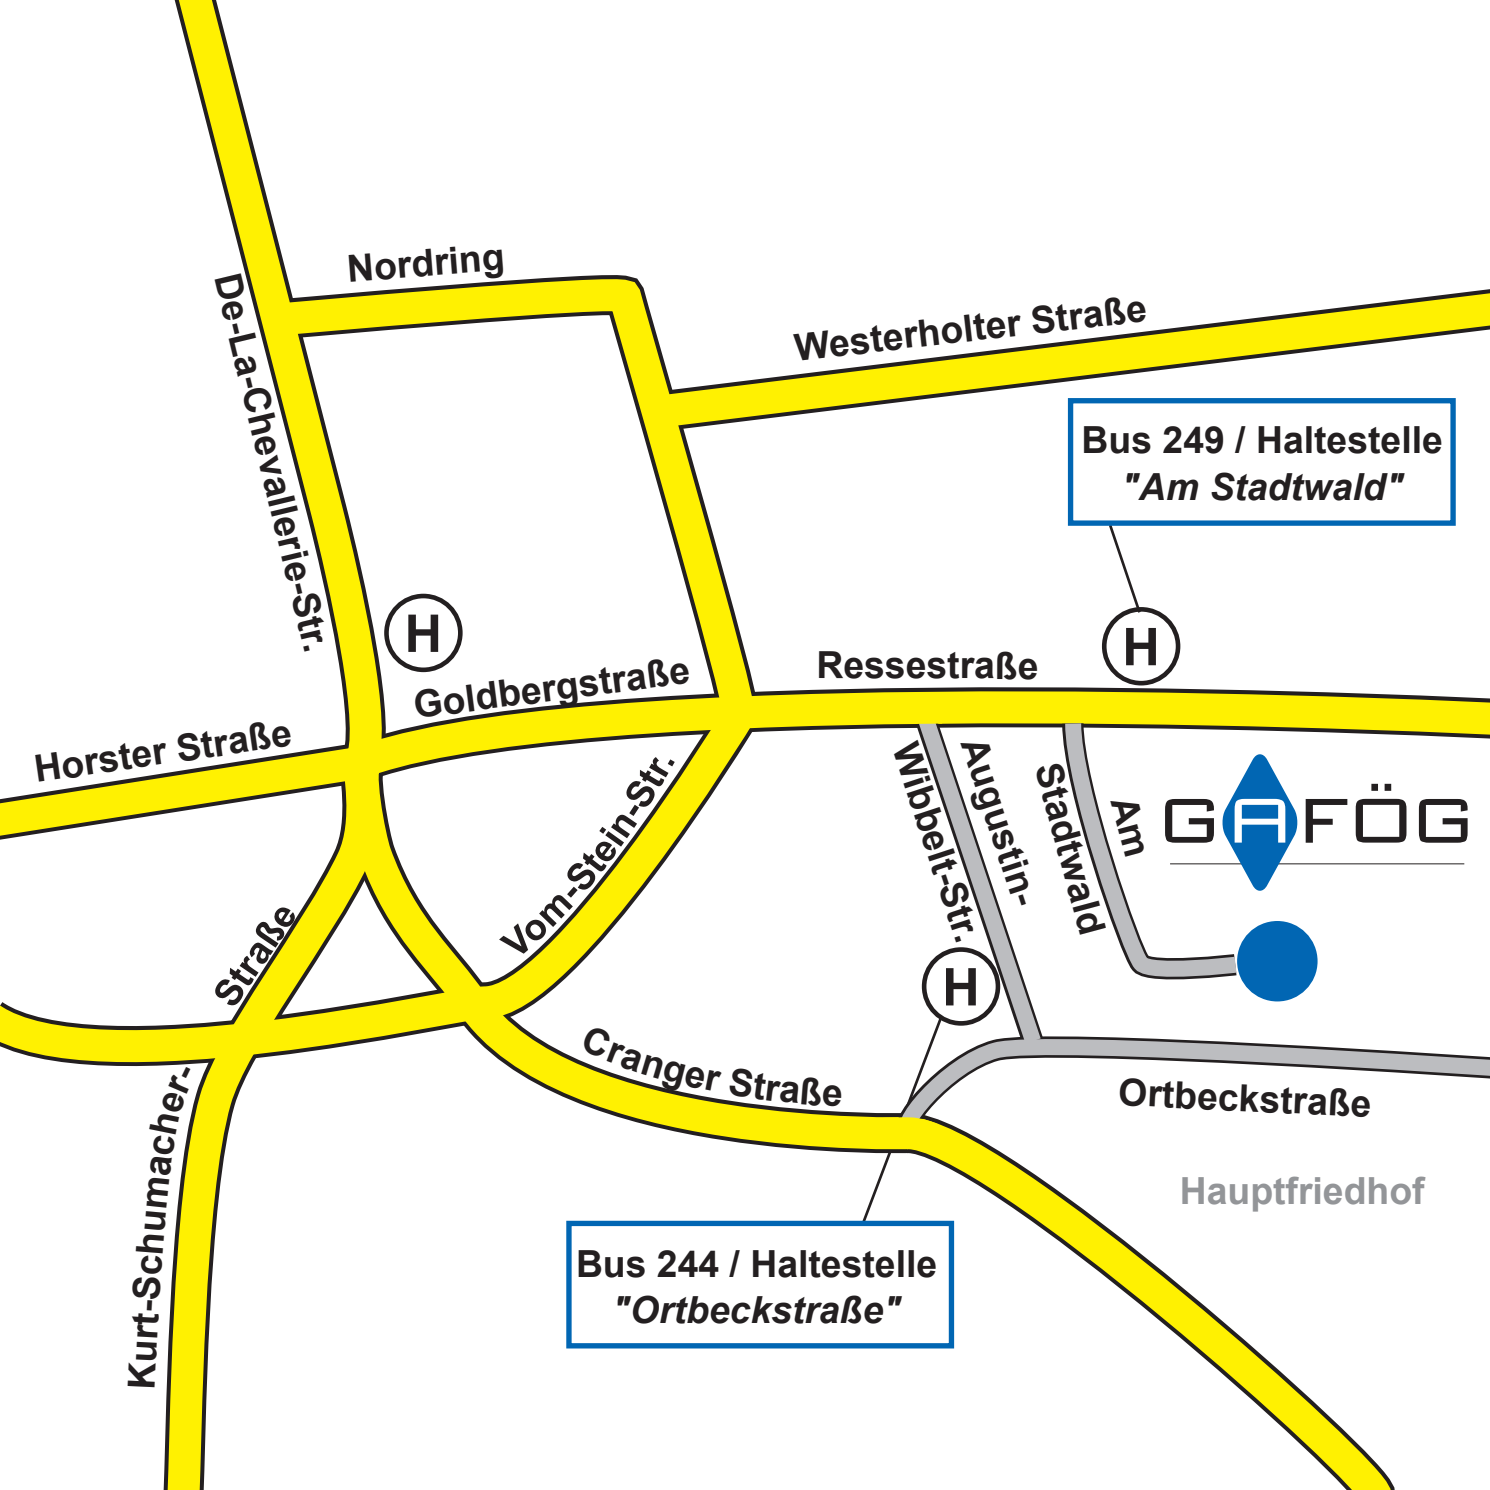 Nordring
Westerholter Straße
De-La-Chevallerie-Str.
Bus 249 / Haltestelle
"Am Stadtwald"
H
H
Ressestraße
Goldbergstraße
Horster Straße
Vom-Stein-Str.
Augustin-
Wibbelt-Str.
Am
Stadtwald
GAFÖG
H
Kurt-Schumacher-
Straße
Cranger Straße
Ortbeckstraße
Hauptfriedhof
Bus 244 / Haltestelle
"Ortbeckstraße"